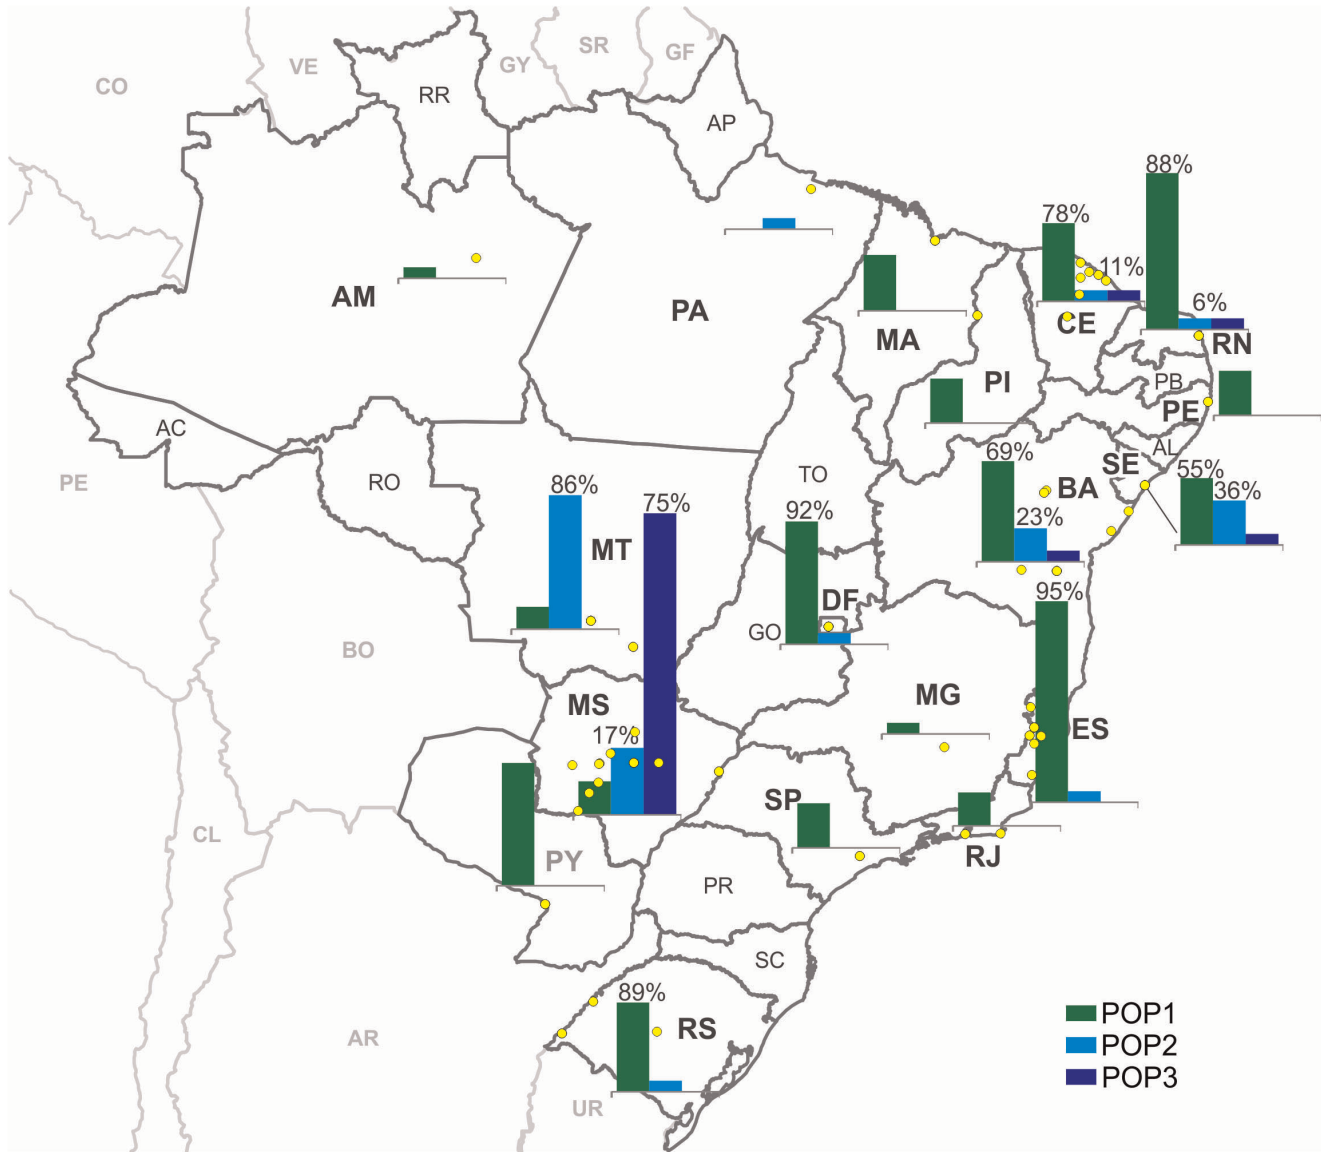 SR
GF
VE
GY
CO
RR
AP
88%
78%
11%
6%
AM
PA
MA
CE
RN
PI
PB
PE
AC
AL
PE
RO
TO
SE
BA
69%
55%
36%
86%
75%
23%
92%
MT
DF
95%
GO
BO
MG
MS
ES
17%
SP
CL
PY
RJ
PR
SC
89%
RS
AR
UR
POP1
POP2
POP3